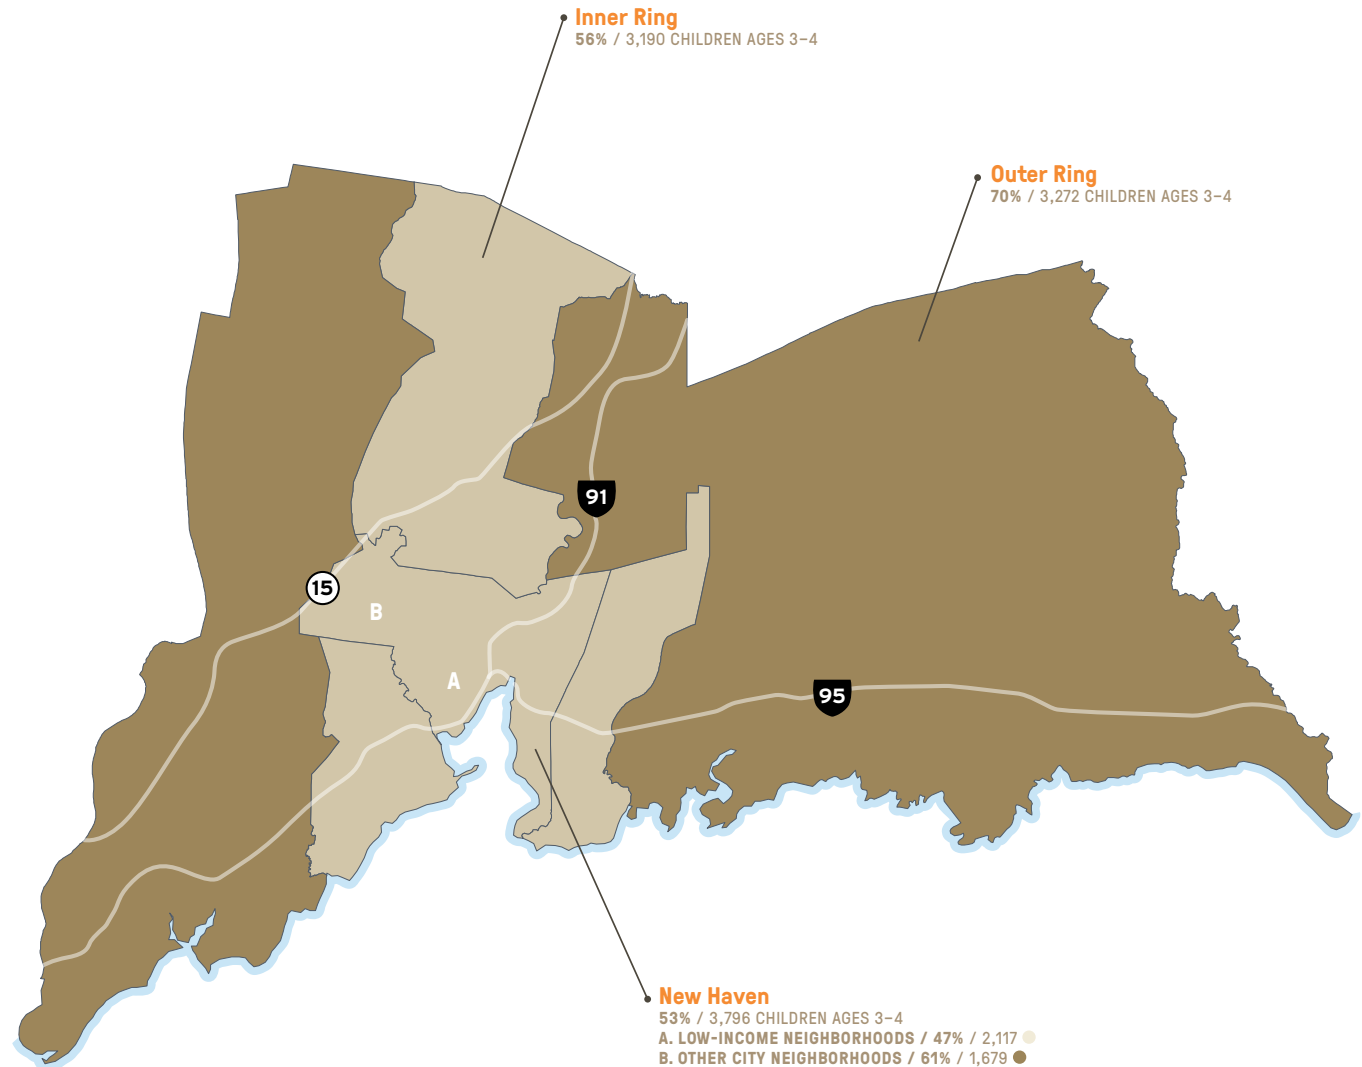 Inner Ring
56% / 3,190 CHILDREN AGES 3–4
Outer Ring
70% / 3,272 CHILDREN AGES 3–4
91
15
B
A
95
New Haven
53% / 3,796 CHILDREN AGES 3–4
A. LOW-INCOME NEIGHBORHOODS / 47% / 2,117
B. OTHER CITY NEIGHBORHOODS / 61% / 1,679